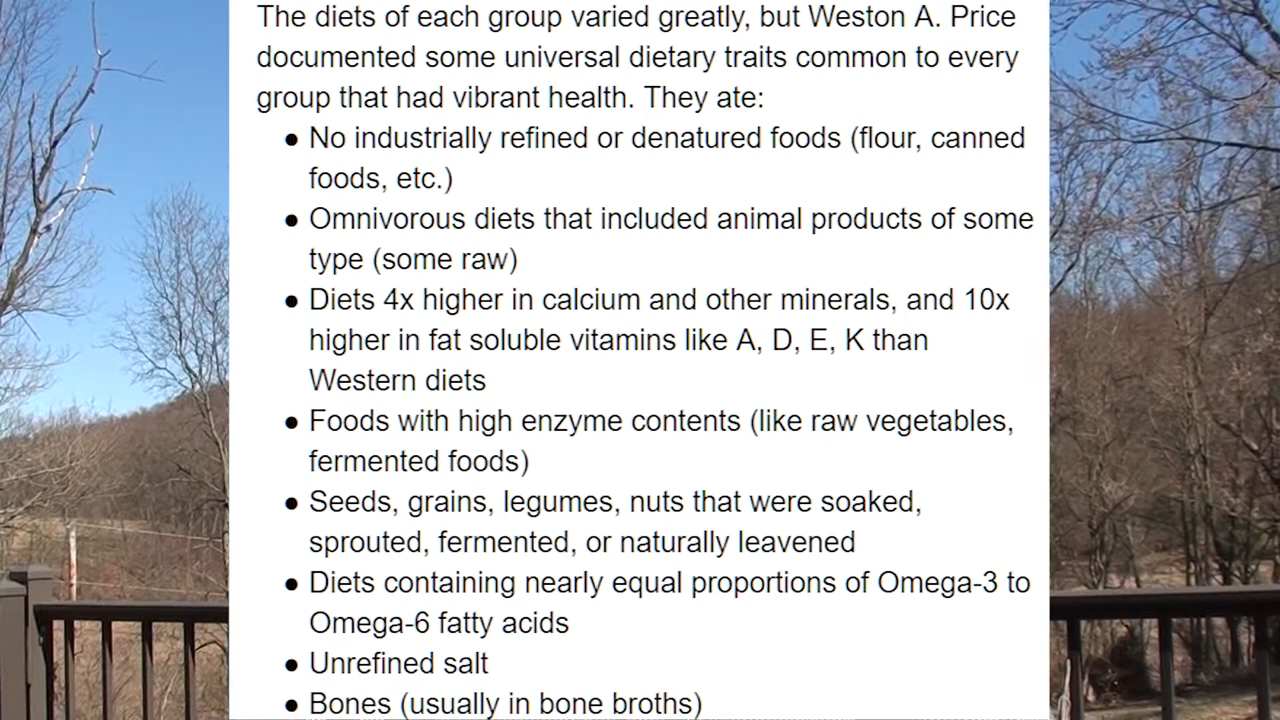 The diets of each group varied greatly, but Weston A. Price
documented some universal dietary traits common to every
group that had vibrant health. They ate:
● No industrially refined or denatured foods (flour, canned
foods, etc.)
● Omnivorous diets that included animal products of some
type (some raw)
● Diets 4x higher in calcium and other minerals, and 10x
higher in fat soluble vitamins like A, D, E, K than
Western diets
● Foods with high enzyme contents (like raw vegetables,
fermented foods)
● Seeds, grains, legumes, nuts that were soaked,
sprouted, fermented, or naturally leavened
● Diets containing nearly equal proportions of Omega-3 to
Omega-6 fatty acids
● Unrefined salt
● Bones (usually in bone broths)